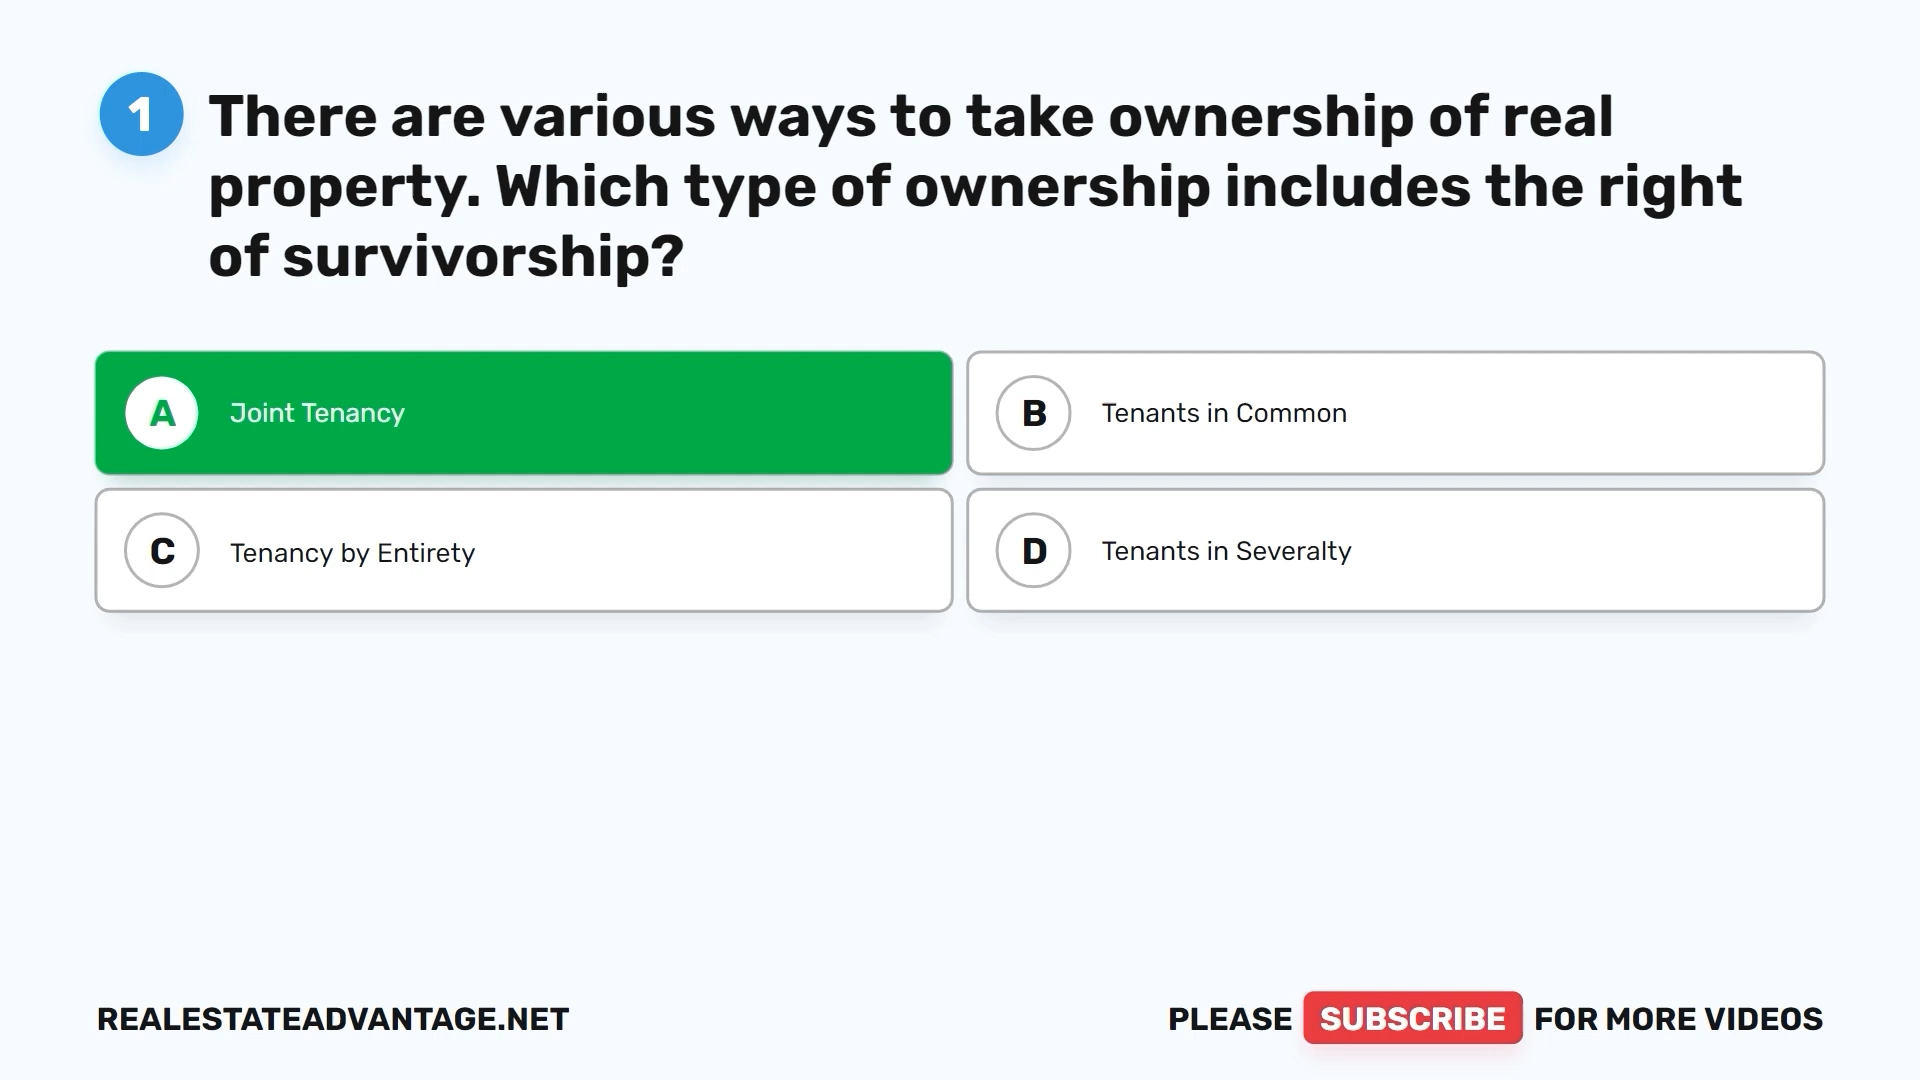 1
There are various ways to take ownership of real
property. Which type of ownership includes the right
of survivorship?
A Joint Tenancy
B Tenants in Common
C Tenancy by Entirety
D Tenants in Severalty
REALESTATEADVANTAGE.NET
PLEASE SUBSCRIBE FOR MORE VIDEOS